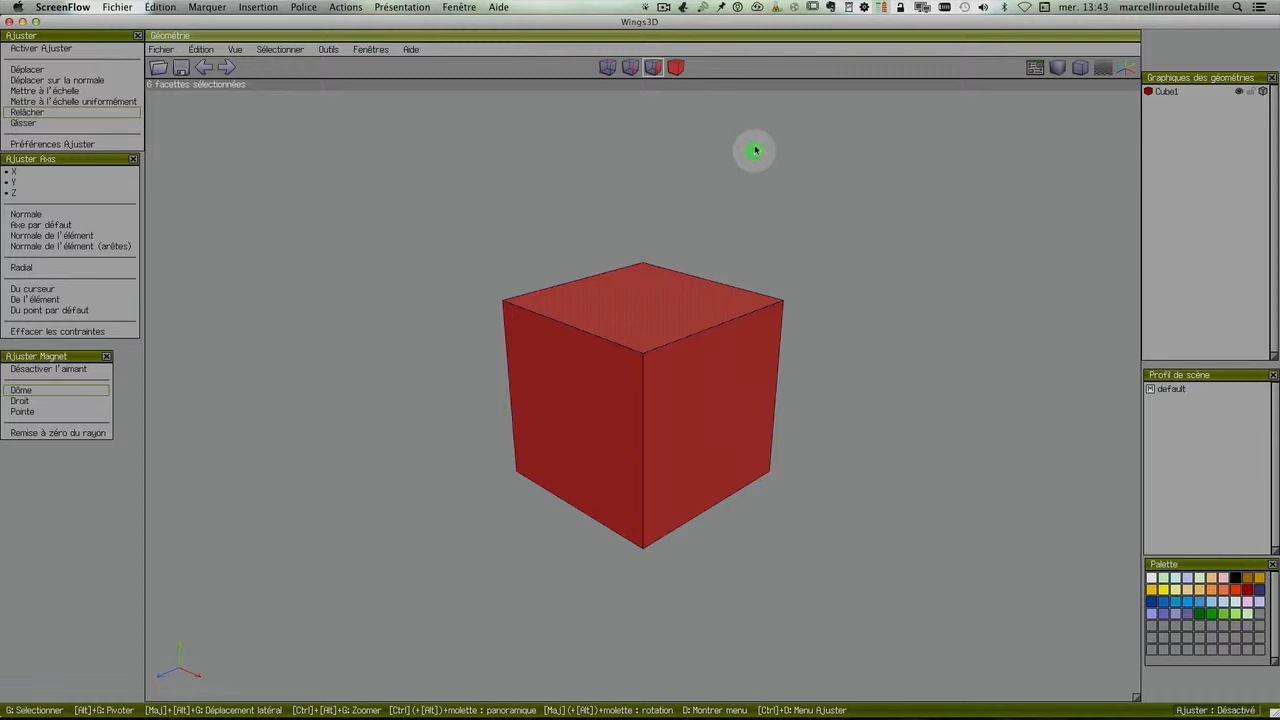 ScreenFlow Fichier Édition Marquer Insertion Police Actions Présentation Fenêtre Aide mer. 13:43 marcellinrouletabille
Wings3D
Ajuster
Activer Ajuster
Déplacer
Déplacer sur la normale
Mettre à l'échelle
Mettre à l'échelle uniformément
Relâcher
Glisser
Préférences Ajuster
Ajuster Axis
X
Y
Z
Normale
Axe par défaut
Normale de l'élément
Normale de l'élément (arêtes)
Radial
Du curseur
De l'élément
Du point par défaut
Effacer les contraintes
Ajuster Magnet
Désactiver l'aimant
Dôme
Droit
Pointe
Remise à zéro du rayon
Géométrie
Fichier Édition Vue Sélectionner Outils Fenêtres Aide
6 facettes sélectionnées
Graphiques des géométries
Cube1
Profil de scène
M default
Palette
G: Selectionner [Alt]+G: Pivoter [Maj]+[Alt]+G: Déplacement latéral [Ctrl]+[Alt]+G: Zoomer [Ctrl](+[Alt])+molette : panoramique [Maj](+[Alt])+molette : rotation D: Montrer menu [Ctrl]+D: Menu Ajuster Ajuster : Désactivé